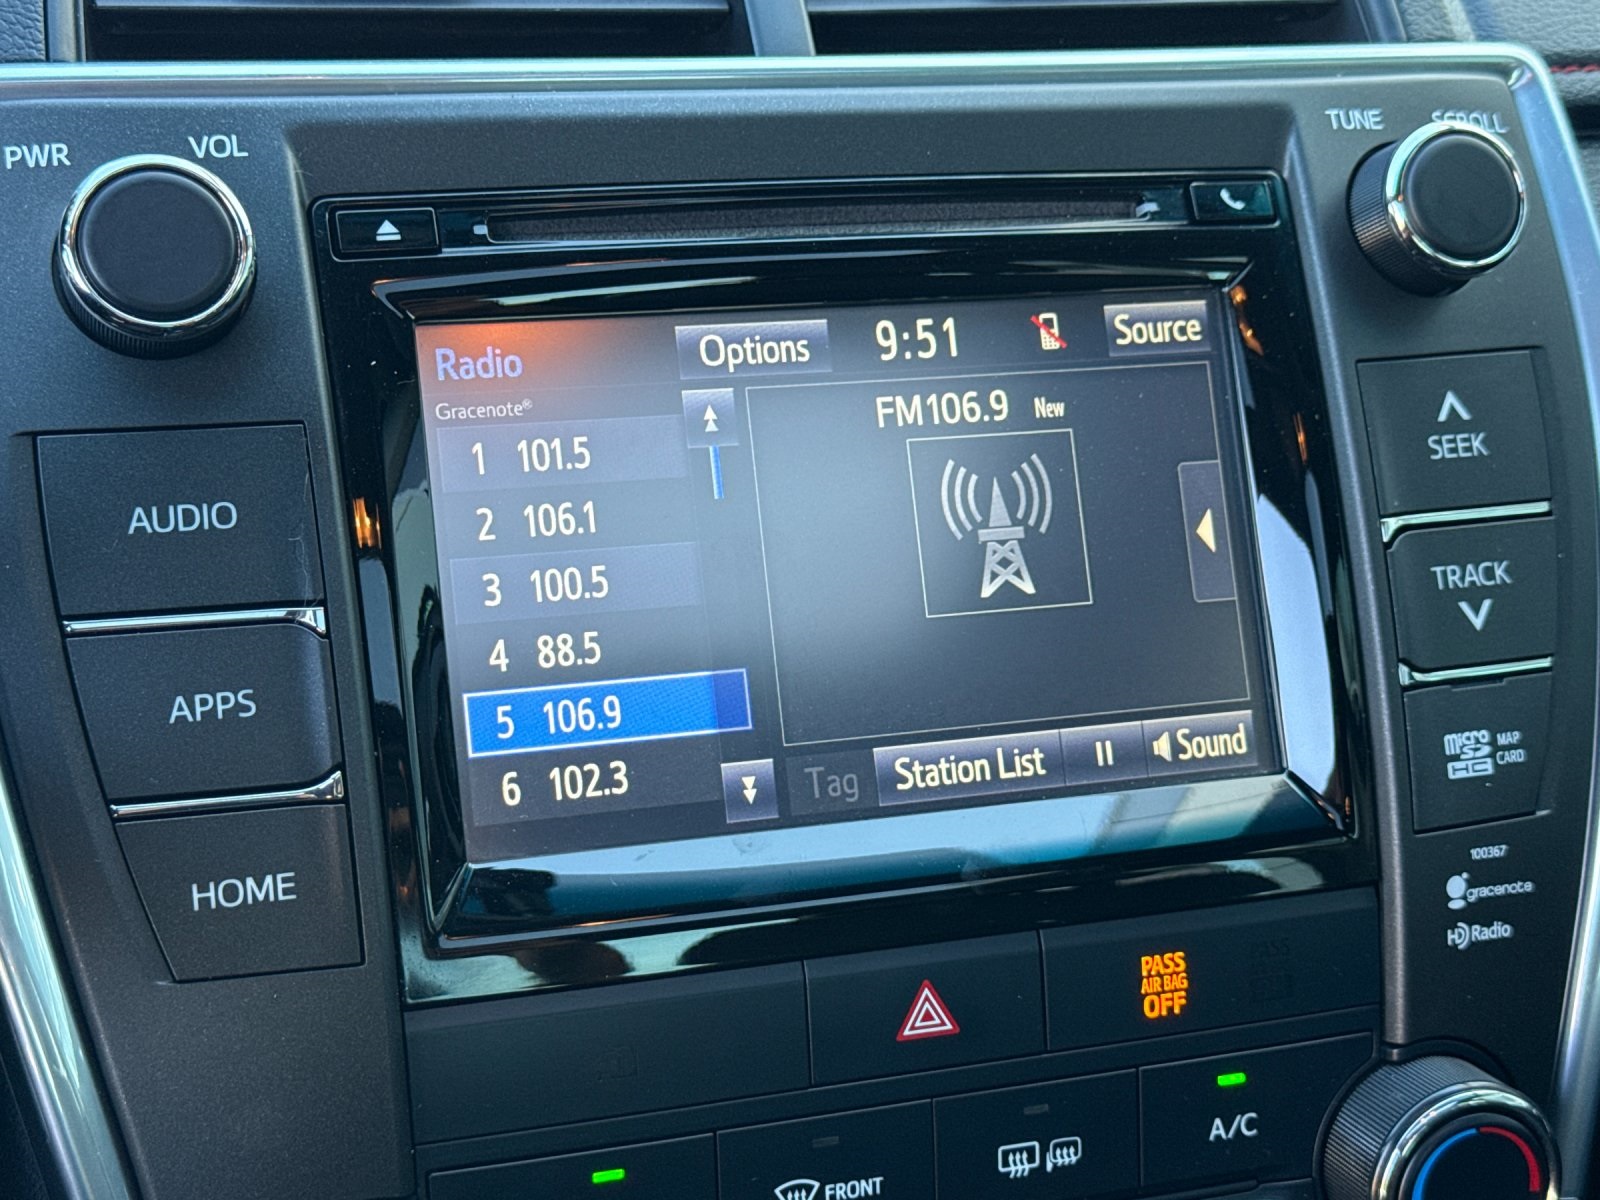 PWR VOL
TUNE SCROLL
Radio
Options
9:51
Source
Gracenote®
1 101.5
2 106.1
3 100.5
4 88.5
5 106.9
6 102.3
FM106.9 New
Tag
Station List
Sound
AUDIO
APPS
HOME
SEEK
TRACK
micro SD HC MAP CARD
100367
gracenote
HD Radio
PASS
AIR BAG
OFF
A/C
FRONT